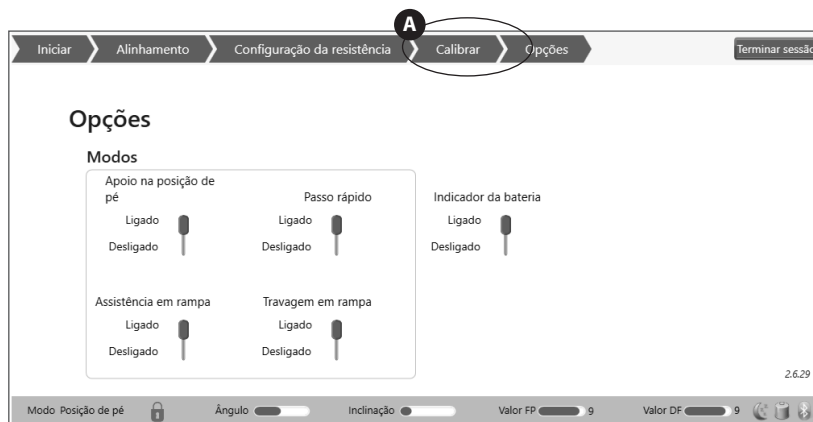 A
Iniciar
Alinhamento
Configuração da resistência
Calibrar
Opções
Terminar sessão
Opções
Modos
Apoio na posição de
pé
Ligado
Desligado
Passo rápido
Ligado
Desligado
Indicador da bateria
Ligado
Desligado
Assistência em rampa
Ligado
Desligado
Travagem em rampa
Ligado
Desligado
2.6.29
Modo Posição de pé
Ângulo
Inclinação
Valor FP 9
Valor DF 9